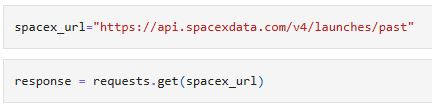 spacex_url="https://api.spacexdata.com/v4/launches/past"
response = requests.get(spacex_url)